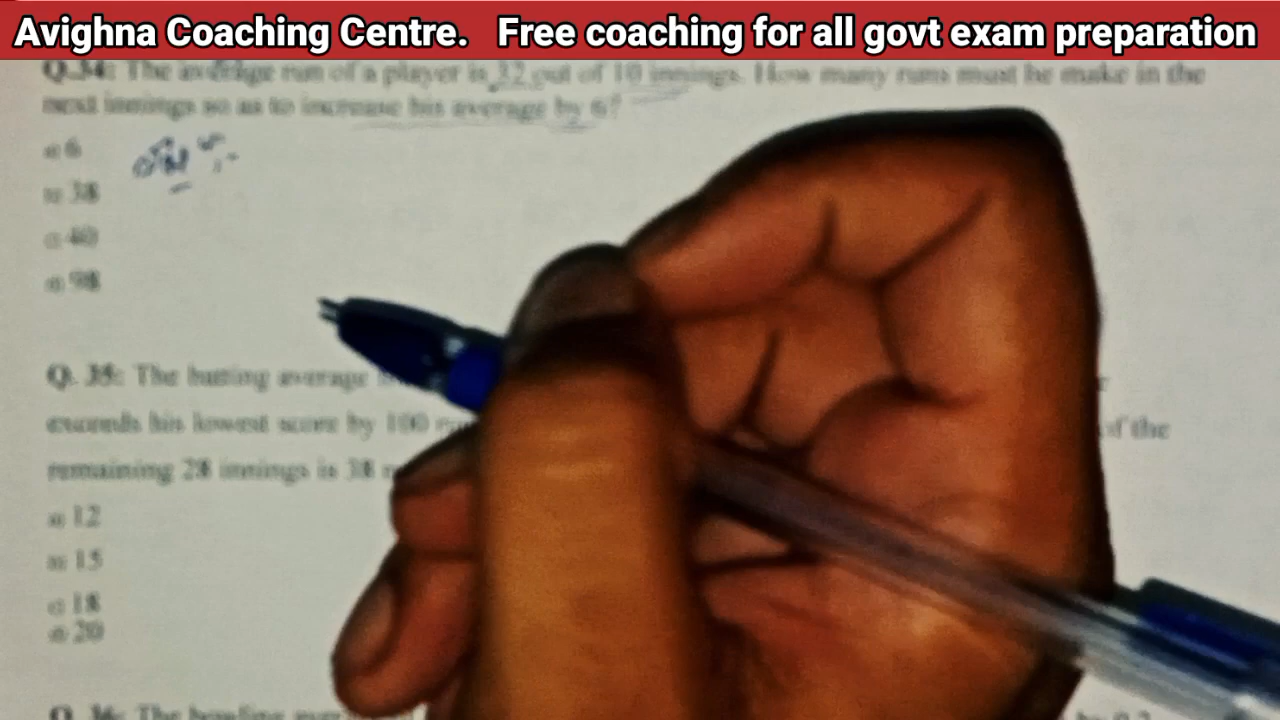 Avighna Coaching Centre. Free coaching for all govt exam preparation
Q.34: The average run of a player is 32 out of 10 innings. How many runs must he make in the
next innings so as to increase his average by 6?
a) 6
b) 38
c) 40
d) 98
Q. 35: The batting average
exceeds his lowest score by 100 of the
remaining 28 innings is 38
a) 12
b) 15
c) 18
d) 20
Q. 36: The bowling